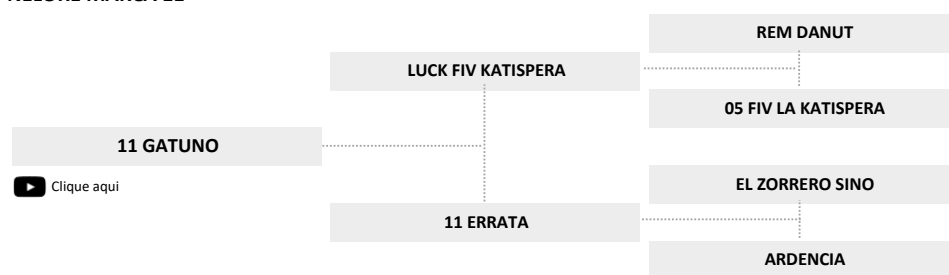 REM DANUT
LUCK FIV KATISPERA
05 FIV LA KATISPERA
11 GATUNO
Clique aqui
EL ZORRERO SINO
11 ERRATA
ARDENCIA